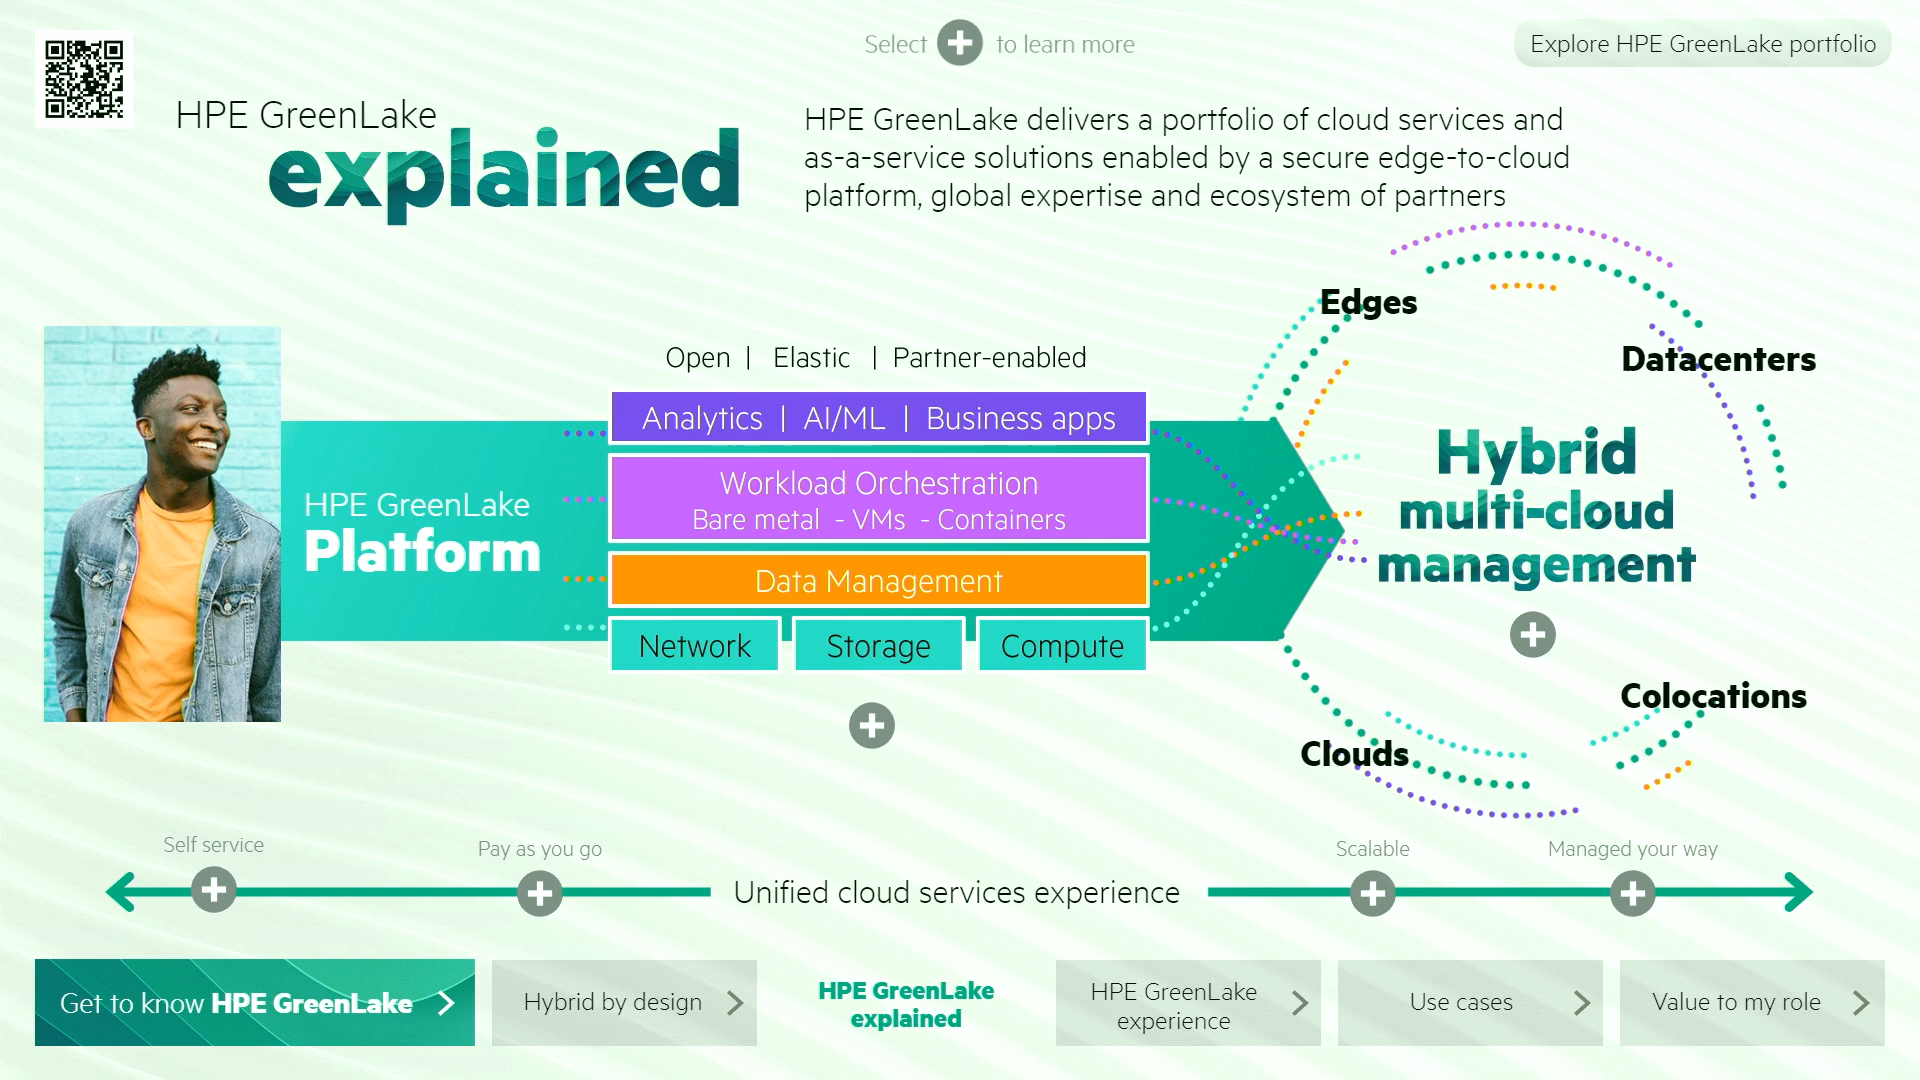 Select + to learn more
Explore HPE GreenLake portfolio
HPE GreenLake
explained
HPE GreenLake delivers a portfolio of cloud services and
as-a-service solutions enabled by a secure edge-to-cloud
platform, global expertise and ecosystem of partners
Edges
Datacenters
Open | Elastic | Partner-enabled
Analytics | AI/ML | Business apps
HPE GreenLake
Platform
Workload Orchestration
Bare metal - VMs - Containers
Data Management
Network
Storage
Compute
Hybrid
multi-cloud
management
Colocations
Clouds
Self service
Pay as you go
Unified cloud services experience
Scalable
Managed your way
Get to know HPE GreenLake
Hybrid by design
HPE GreenLake
explained
HPE GreenLake
experience
Use cases
Value to my role